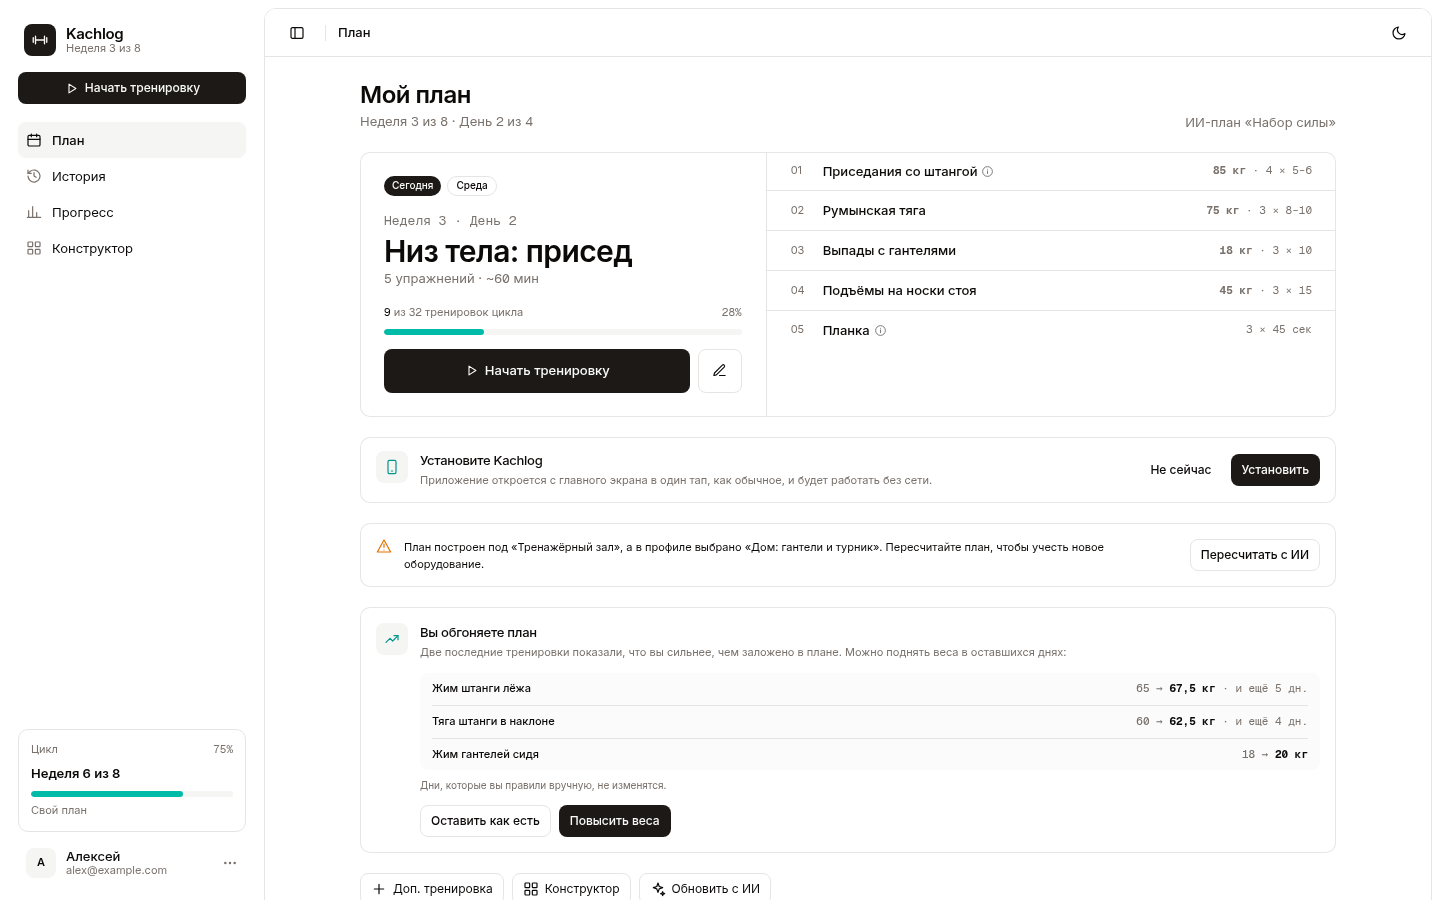 Kachlog
Неделя 3 из 8
Начать тренировку
План
История
Прогресс
Конструктор
Цикл 75%
Неделя 6 из 8
Свой план
А Алексей
alex@example.com
План
Мой план
Неделя 3 из 8 · День 2 из 4
ИИ-план «Набор силы»
Сегодня Среда
Неделя 3 · День 2
Низ тела: присед
5 упражнений · ~60 мин
9 из 32 тренировок цикла 28%
Начать тренировку
01 Приседания со штангой 85 кг · 4 × 5-6
02 Румынская тяга 75 кг · 3 × 8-10
03 Выпады с гантелями 18 кг · 3 × 10
04 Подъёмы на носки стоя 45 кг · 3 × 15
05 Планка 3 × 45 сек
Установите Kachlog
Приложение откроется с главного экрана в один тап, как обычное, и будет работать без сети.
Не сейчас Установить
План построен под «Тренажёрный зал», а в профиле выбрано «Дом: гантели и турник». Пересчитайте план, чтобы учесть новое
оборудование.
Пересчитать с ИИ
Вы обгоняете план
Две последние тренировки показали, что вы сильнее, чем заложено в плане. Можно поднять веса в оставшихся днях:
Жим штанги лёжа 65 → 67,5 кг · и ещё 5 дн.
Тяга штанги в наклоне 60 → 62,5 кг · и ещё 4 дн.
Жим гантелей сидя 18 → 20 кг
Дни, которые вы правили вручную, не изменятся.
Оставить как есть Повысить веса
Доп. тренировка Конструктор Обновить с ИИ